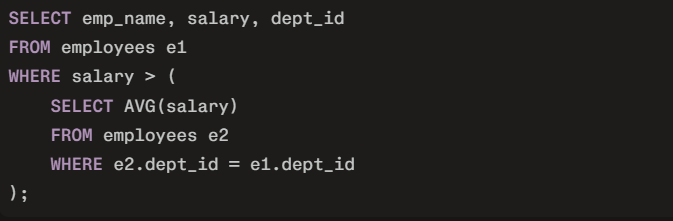 SELECT emp_name, salary, dept_id
FROM employees e1
WHERE salary > (
    SELECT AVG(salary)
    FROM employees e2
    WHERE e2.dept_id = e1.dept_id
);